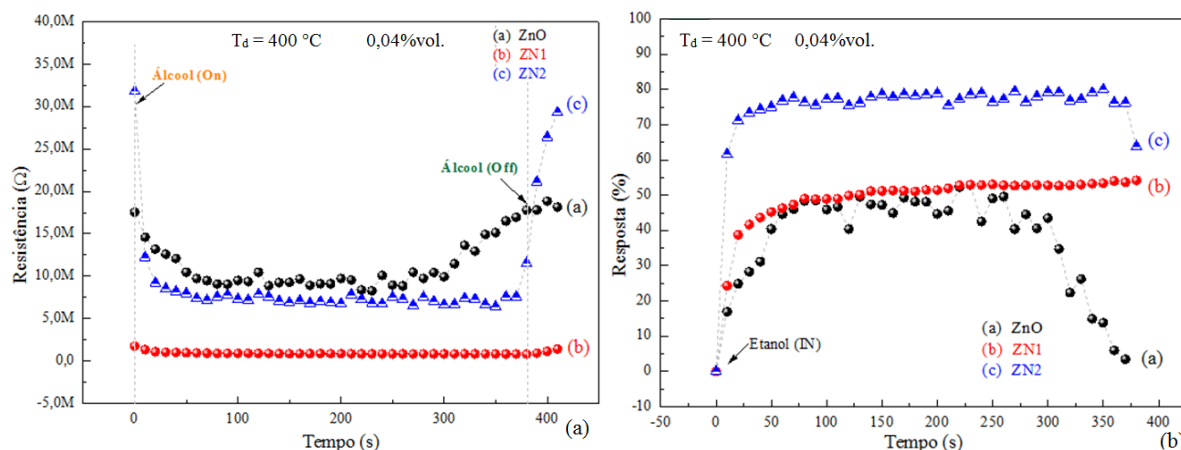 T_d = 400 °C 0,04%vol.
(a) ZnO
(b) ZN1
(c) ZN2
Álcool (On)
Álcool (Off)
(c)
(a)
(b)
40,0M
35,0M
30,0M
25,0M
20,0M
15,0M
10,0M
5,0M
0,0
-5,0M
Resistência (Ω)
0 100 200 300 400
Tempo (s)
(a)
T_d = 400 °C 0,04%vol.
100
90
80
70
60
50
40
30
20
10
0
-10
Resposta (%)
(c)
(b)
(a)
Etanol (IN)
(a) ZnO
(b) ZN1
(c) ZN2
-50 0 50 100 150 200 250 300 350 400
Tempo (s)
(b)